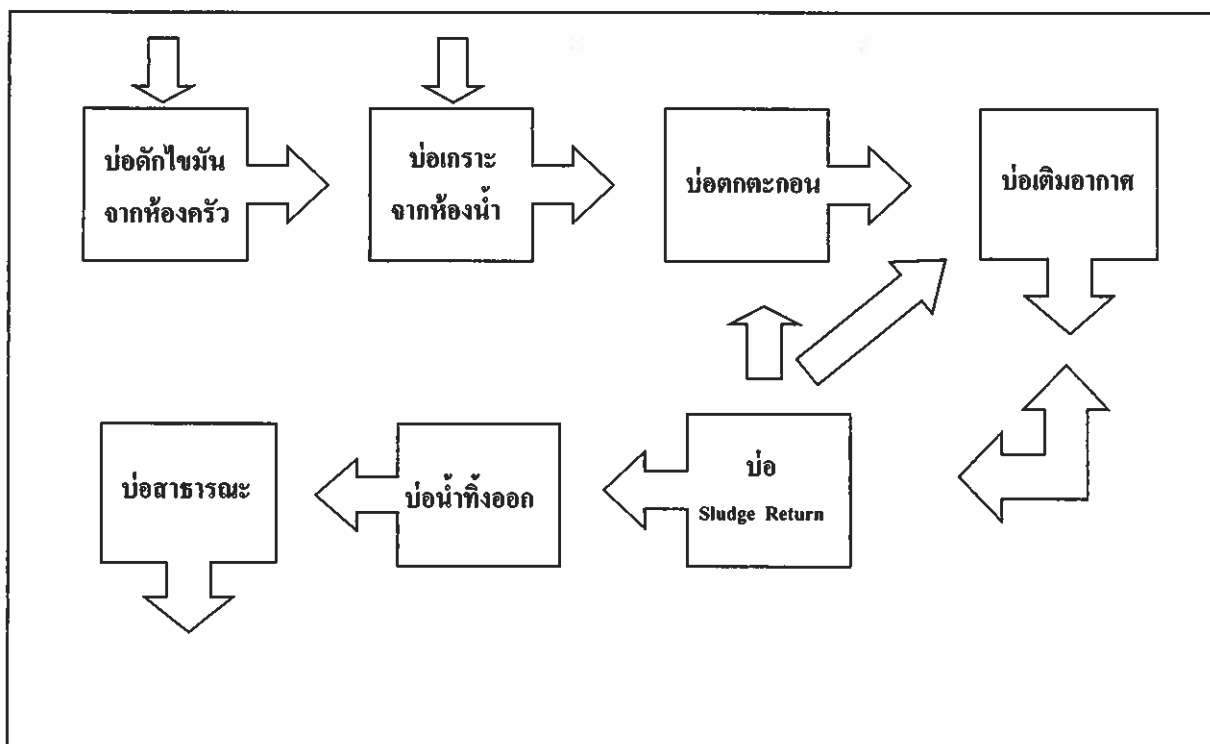 บ่อดักไขมัน
จากห้องครัว
บ่อเกราะ
จากห้องน้ำ
บ่อตกตะกอน
บ่อเติมอากาศ
บ่อสาธารณะ
บ่อน้ำทิ้งออก
บ่อ
Sludge Return